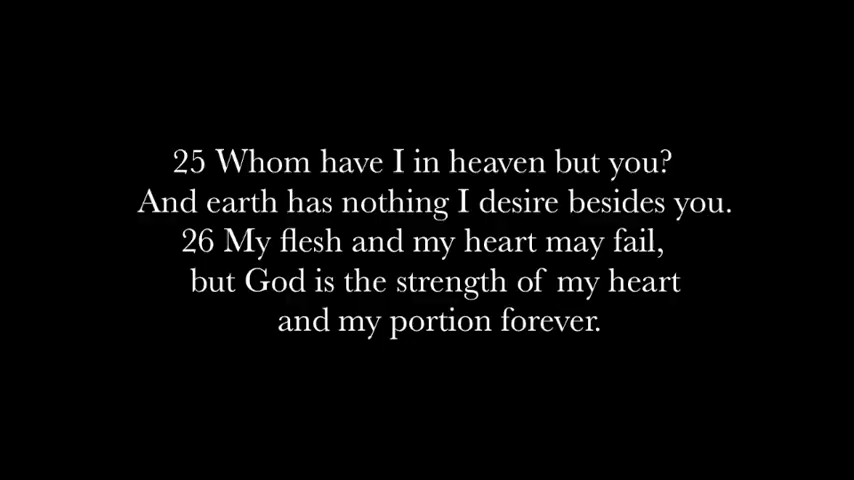 25 Whom have I in heaven but you?
And earth has nothing I desire besides you.
26 My flesh and my heart may fail,
but God is the strength of my heart
and my portion forever.